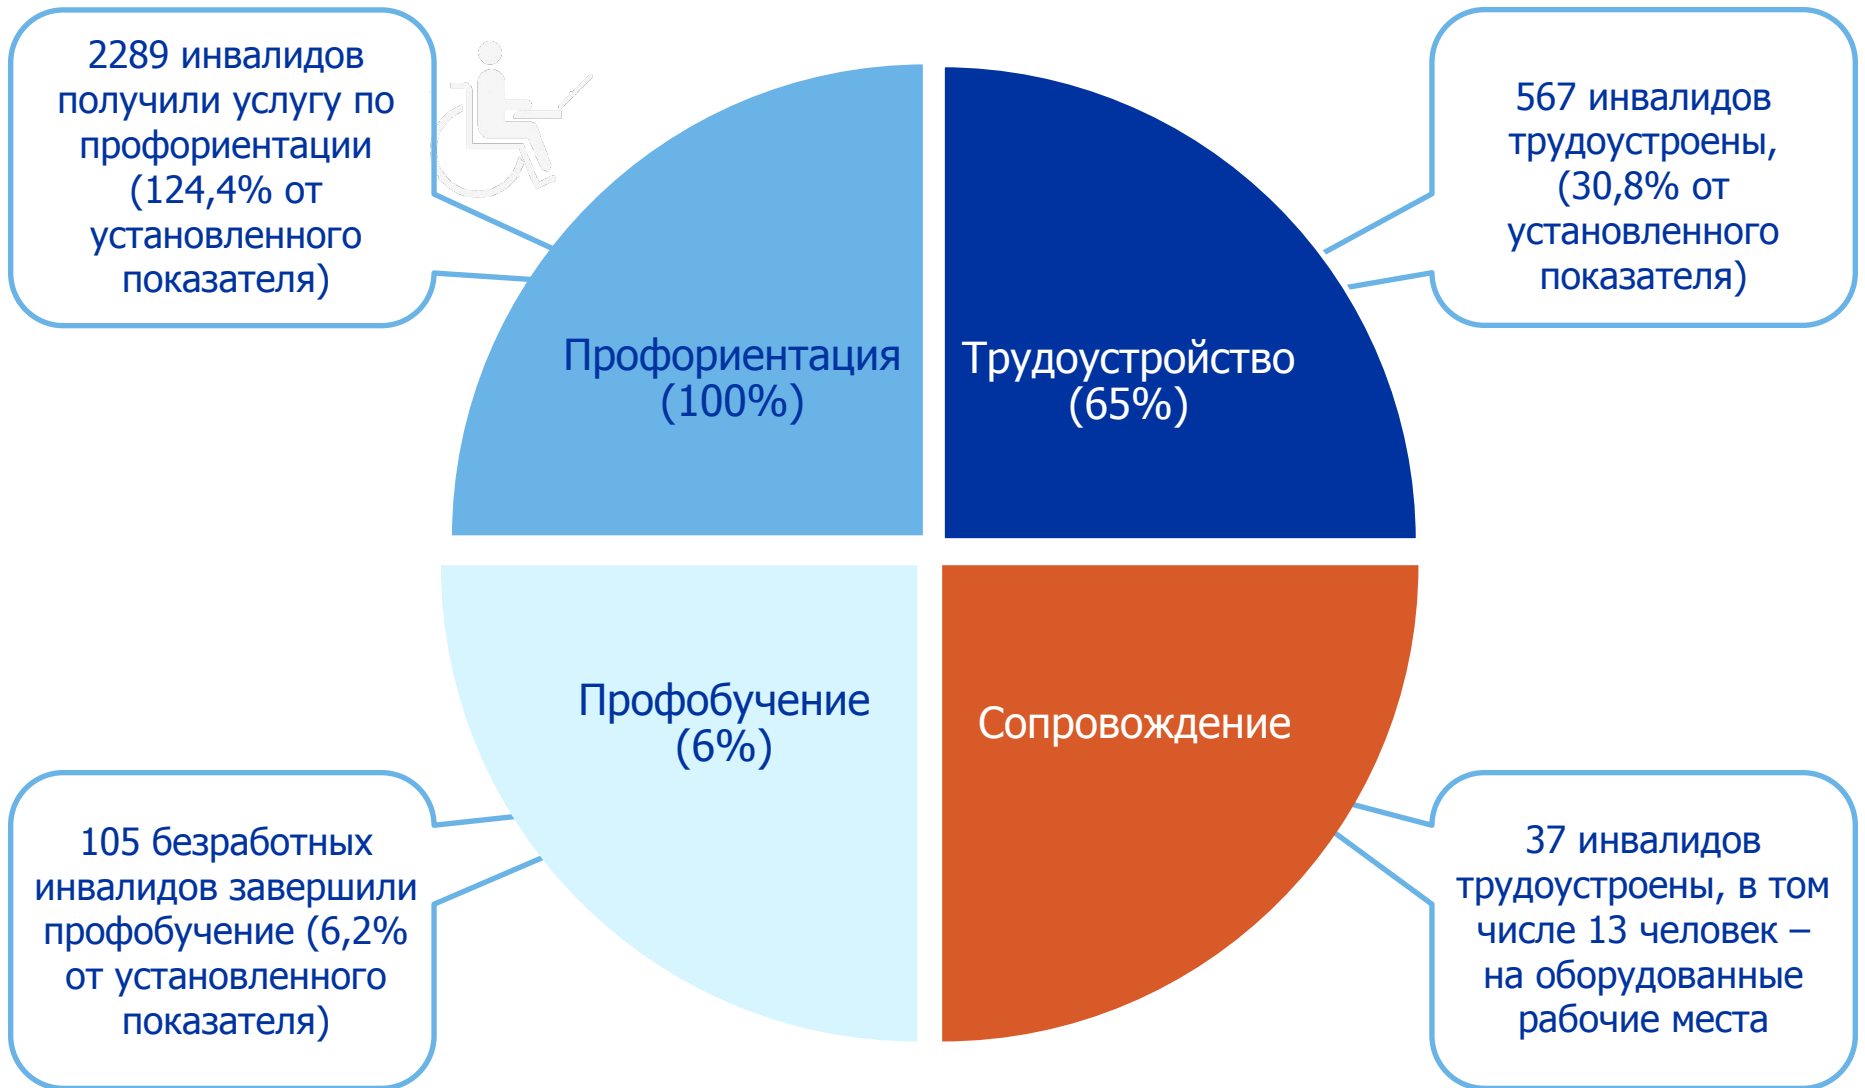 2289 инвалидов
получили услугу по
профориентации
(124,4% от
установленного
показателя)
567 инвалидов
трудоустроены,
(30,8% от
установленного
показателя)
Профориентация
(100%)
Трудоустройство
(65%)
Профобучение
(6%)
Сопровождение
105 безработных
инвалидов завершили
профобучение (6,2%
от установленного
показателя)
37 инвалидов
трудоустроены, в том
числе 13 человек –
на оборудованные
рабочие места